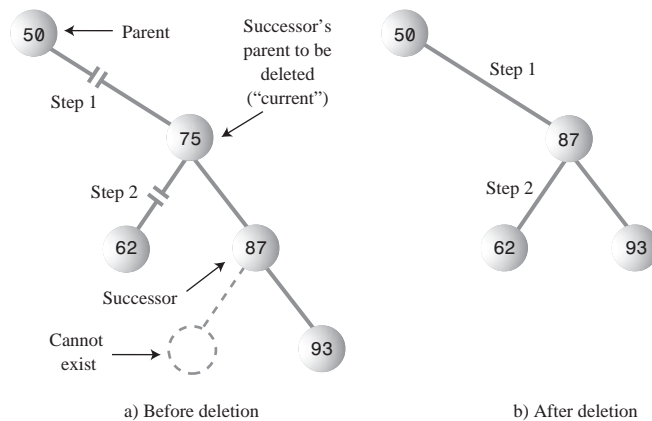 50
Parent
Successor’s
parent to be
deleted
(“current”)
Step 1
75
Step 2
62
87
Successor
Cannot
exist
93
a) Before deletion
50
Step 1
87
Step 2
62
93
b) After deletion